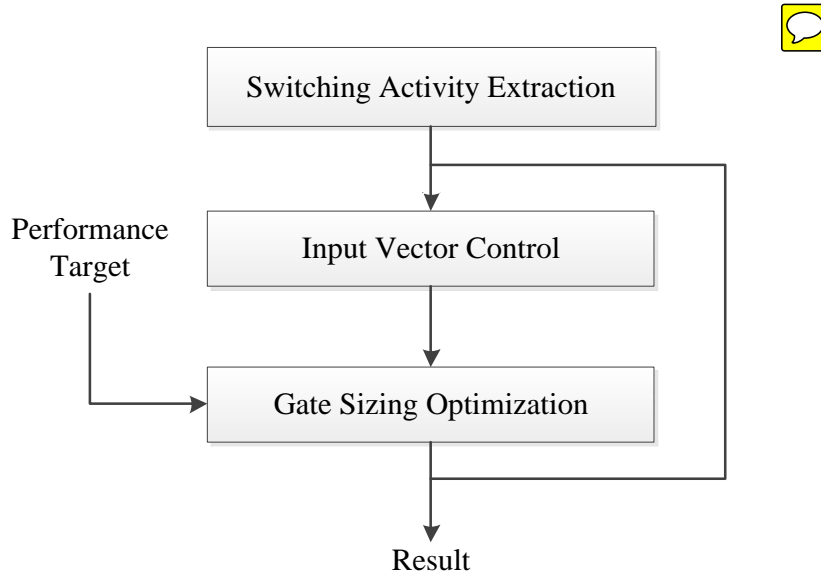 Switching Activity Extraction
Performance
Target
Input Vector Control
Gate Sizing Optimization
Result